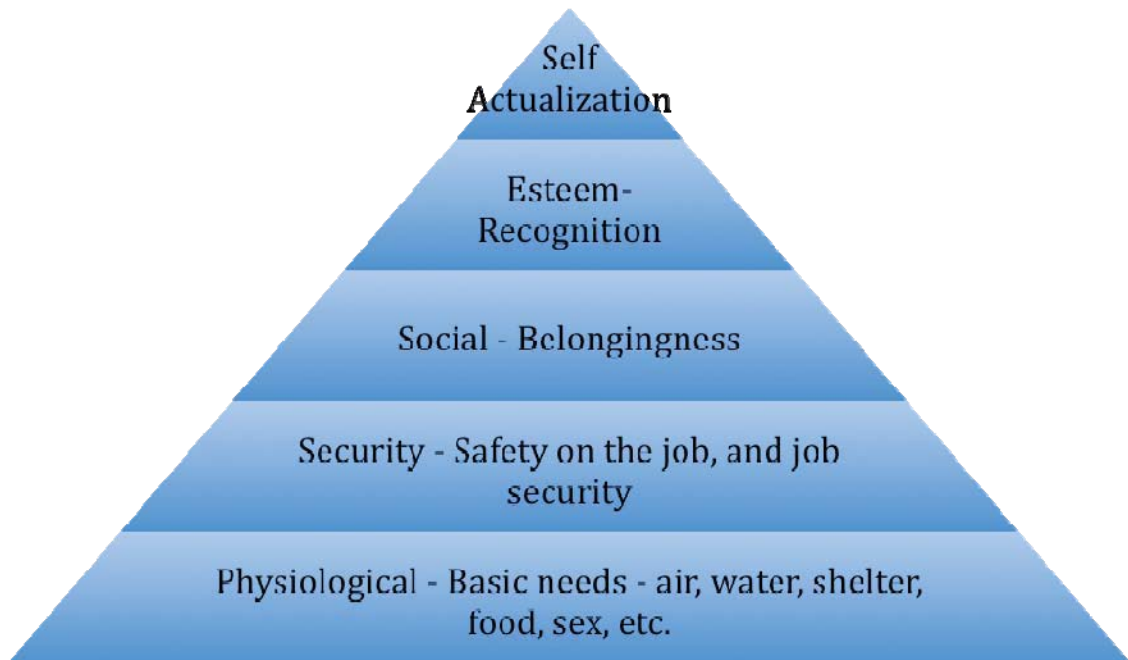 Self
Actualization
Esteem-
Recognition
Social - Belongingness
Security - Safety on the job, and job
security
Physiological - Basic needs - air, water, shelter,
food, sex, etc.